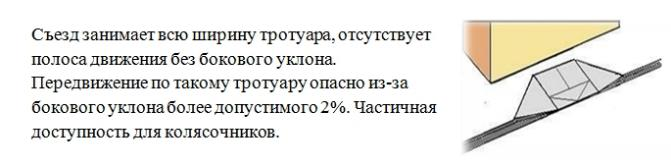 Съезд занимает всю ширину тротуара, отсутствует
полоса движения без бокового уклона.
Передвижение по такому тротуару опасно из-за
бокового уклона более допустимого 2%. Частичная
доступность для колясочников.